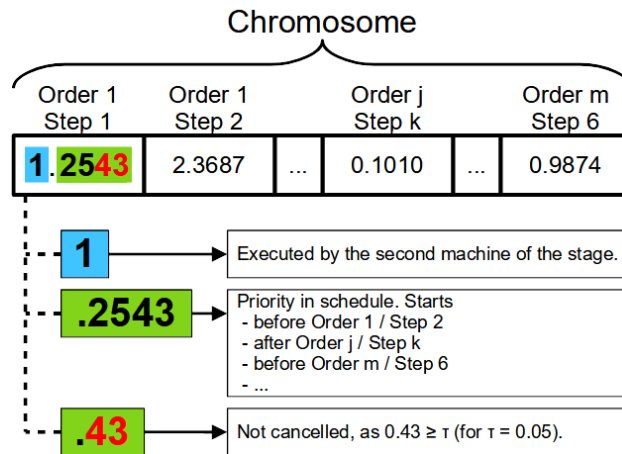 Chromosome
Order 1 Order 1 Order j Order m
Step 1 Step 2 Step k Step 6
1.2543 2.3687 ... 0.1010 ... 0.9874
1 Executed by the second machine of the stage.
.2543 Priority in schedule. Starts
- before Order 1 / Step 2
- after Order j / Step k
- before Order m / Step 6
- ...
.43 Not cancelled, as 0.43 ≥ τ (for τ = 0.05).